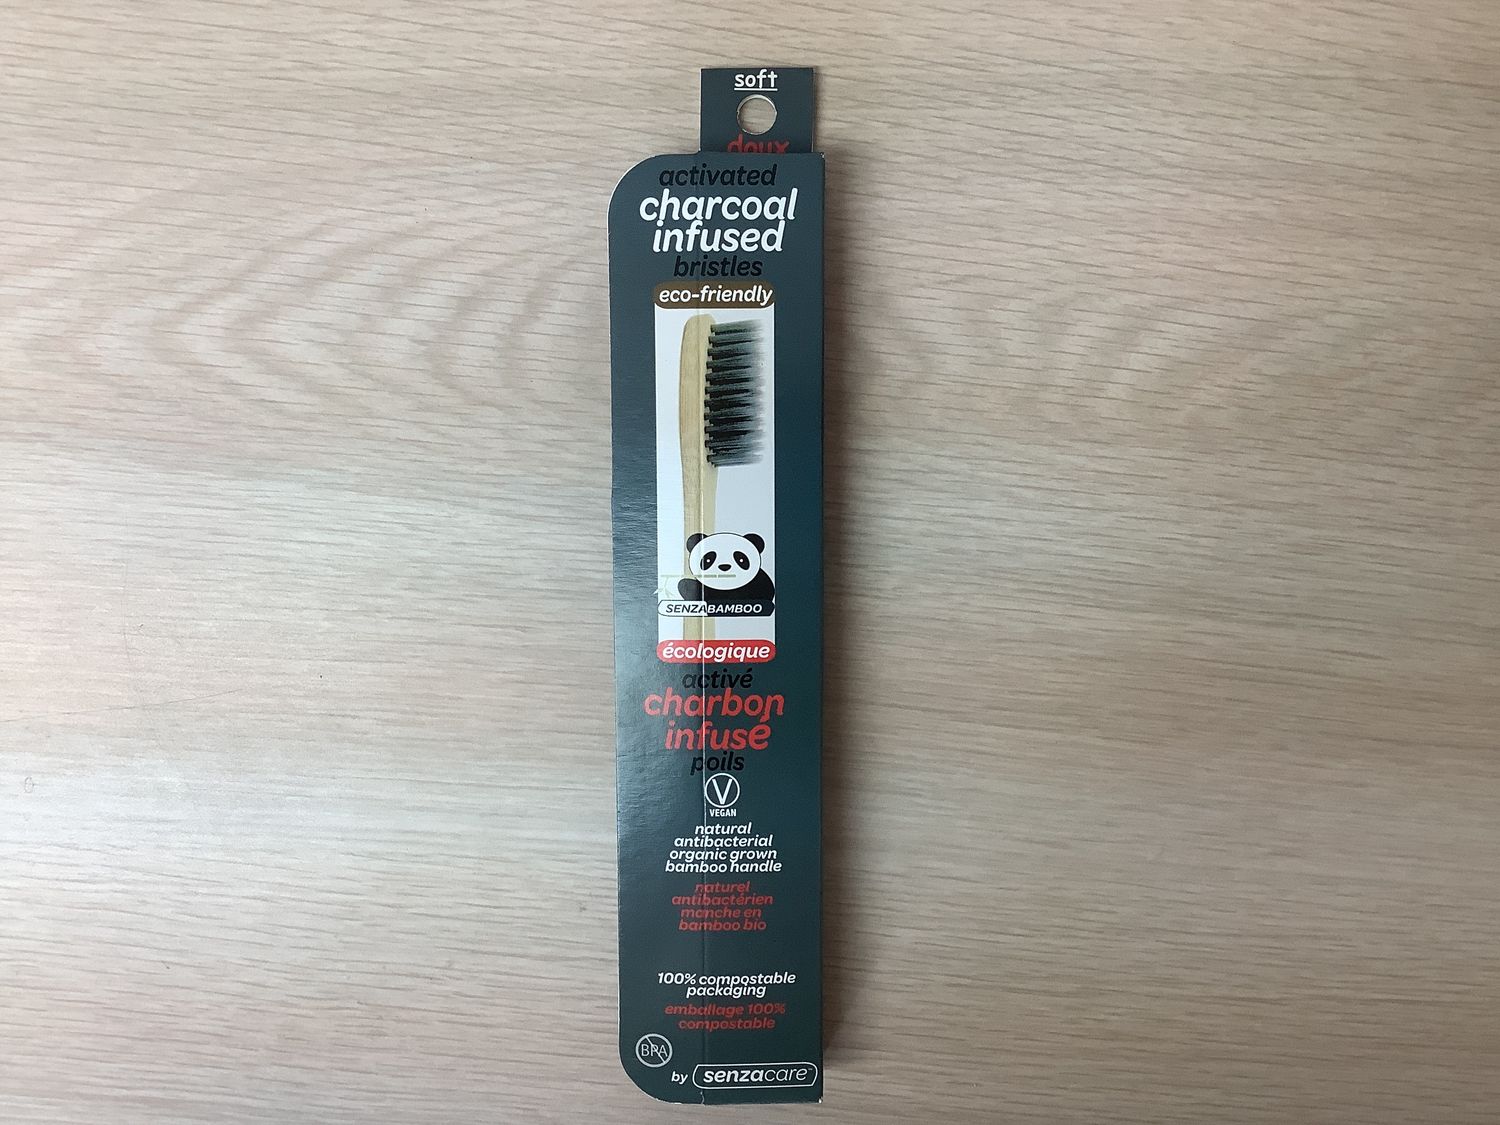 soft
doux
activated
charcoal
infused
bristles
eco-friendly
SENZABAMBOO
écologique
activé
charbon
infusé
poils
V
VEGAN
natural
antibacterial
organic grown
bamboo handle
naturel
antibactérien
manche en
bamboo bio
100% compostable
packaging
emballage 100%
compostable
BPA
by senzacare™